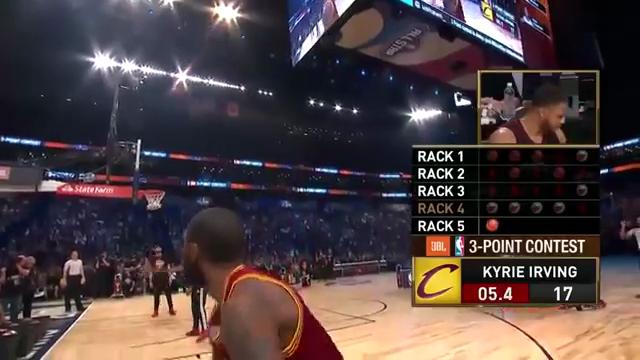 State Farm
RACK 1
RACK 2
RACK 3
RACK 4
RACK 5
JBL
3-POINT CONTEST
KYRIE IRVING
05.4
17